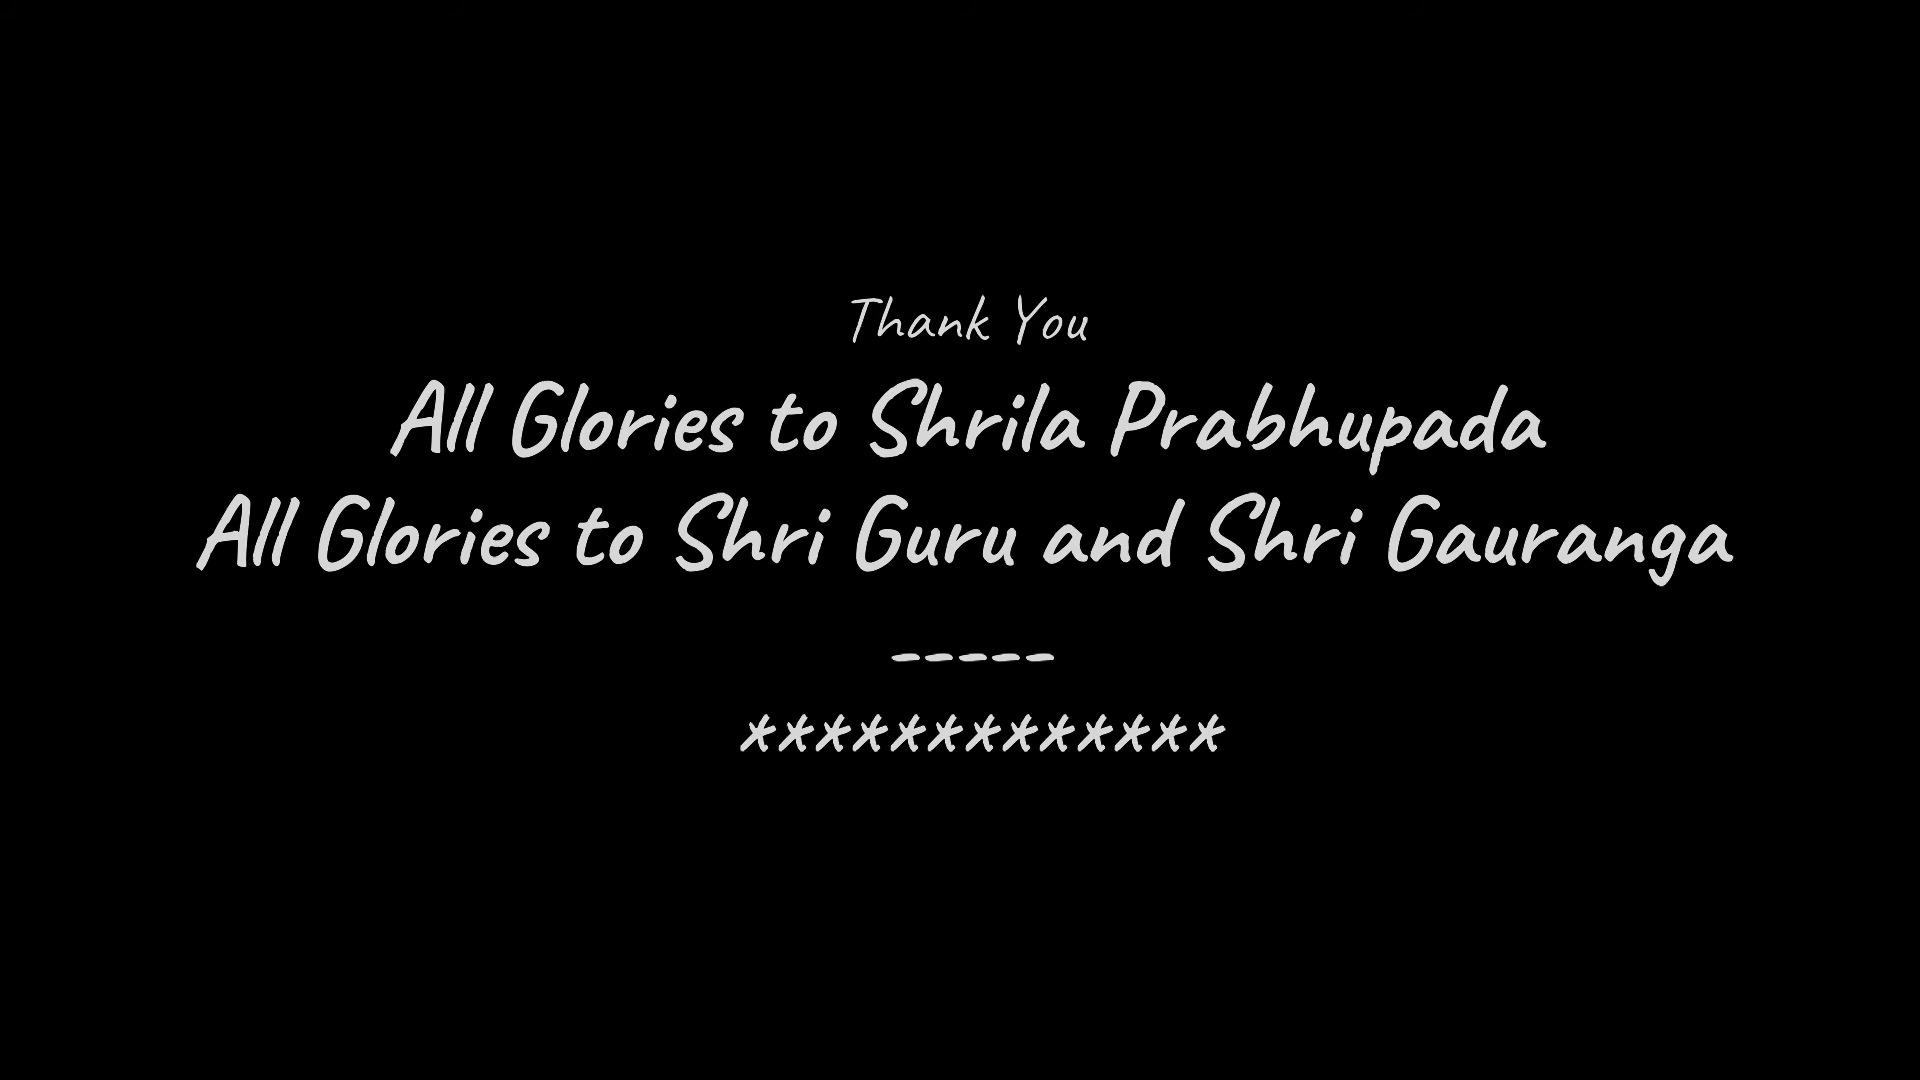 Thank You
All Glories to Shrila Prabhupada
All Glories to Shri Guru and Shri Gauranga
-----
*************